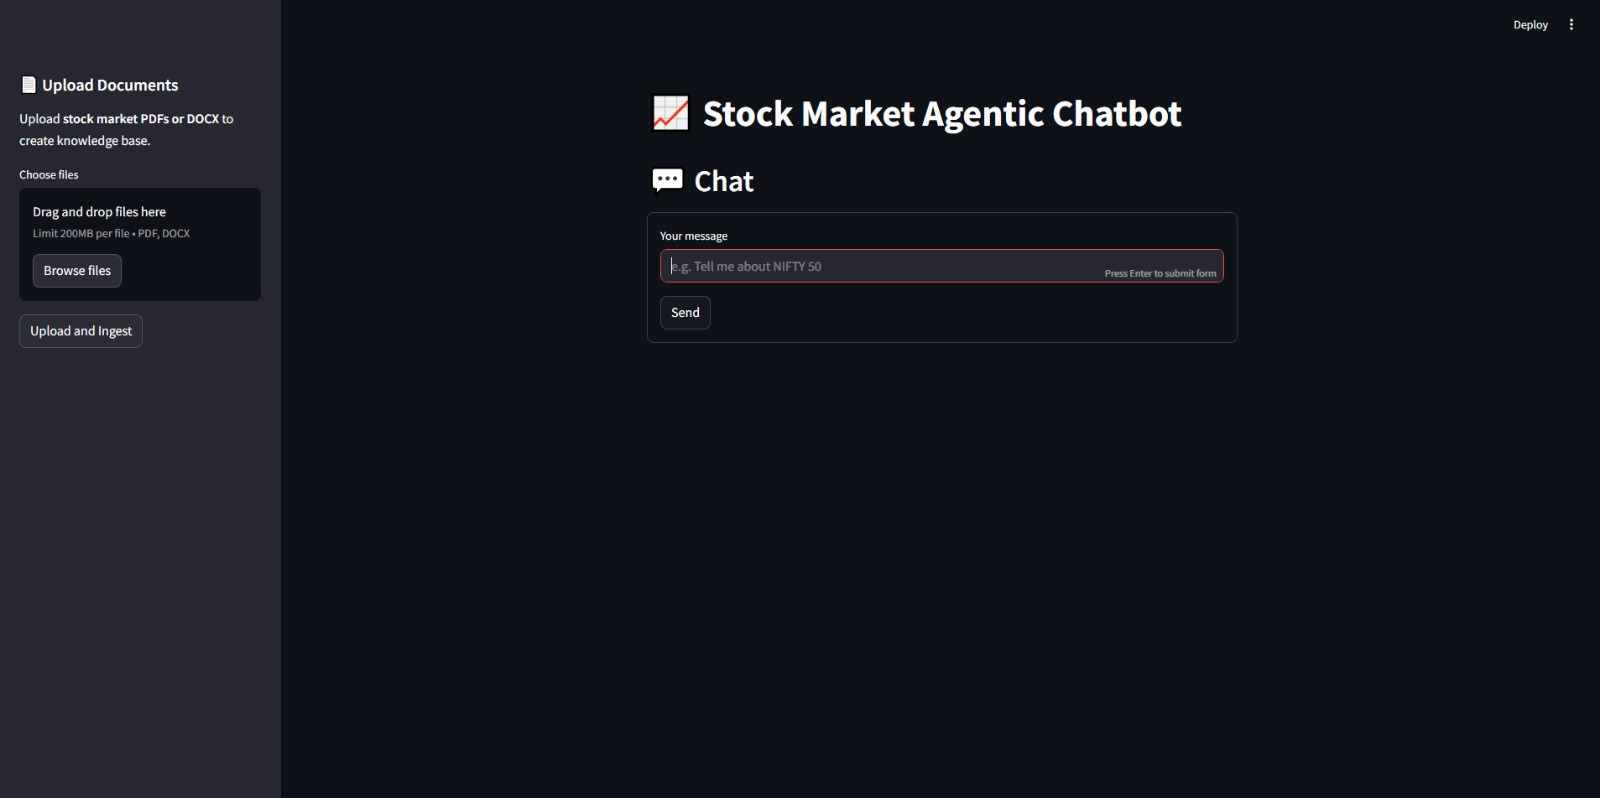 Deploy
Upload Documents
Upload stock market PDFs or DOCX to
create knowledge base.
Choose files
Drag and drop files here
Limit 200MB per file • PDF, DOCX
Browse files
Upload and Ingest
Stock Market Agentic Chatbot
Chat
Your message
e.g. Tell me about NIFTY 50
Press Enter to submit form
Send